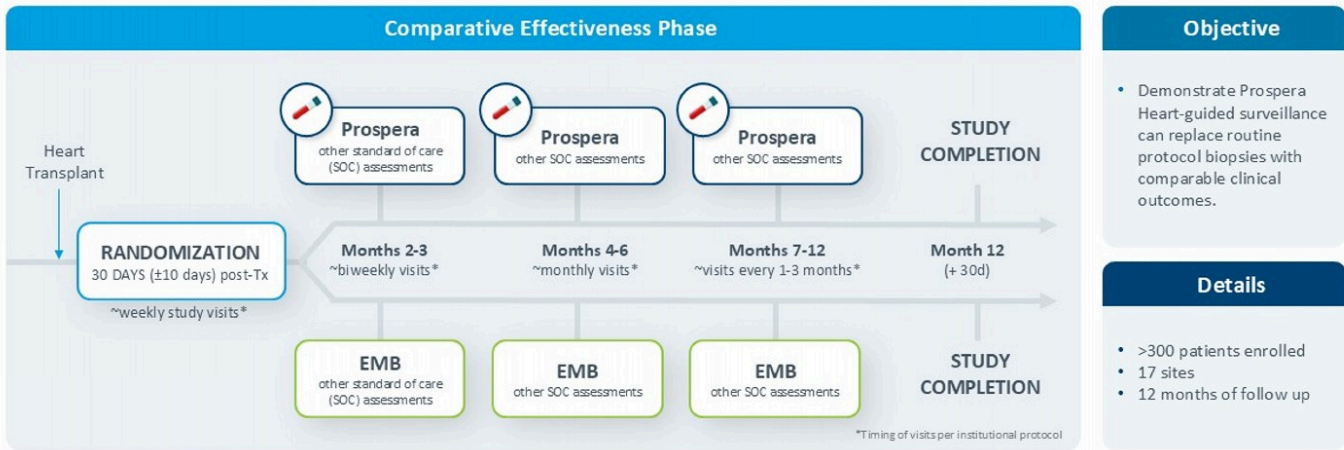 Comparative Effectiveness Phase
Heart
Transplant
RANDOMIZATION
30 DAYS (±10 days) post-Tx
~weekly study visits*
Prospera
other standard of care
(SOC) assessments
Prospera
other SOC assessments
Prospera
other SOC assessments
STUDY
COMPLETION
Months 2-3
~biweekly visits*
Months 4-6
~monthly visits*
Months 7-12
~visits every 1-3 months*
Month 12
(+ 30d)
EMB
other standard of care
(SOC) assessments
EMB
other SOC assessments
EMB
other SOC assessments
STUDY
COMPLETION
*Timing of visits per institutional protocol
Objective
• Demonstrate Prospera
Heart-guided surveillance
can replace routine
protocol biopsies with
comparable clinical
outcomes.
Details
• >300 patients enrolled
• 17 sites
• 12 months of follow up